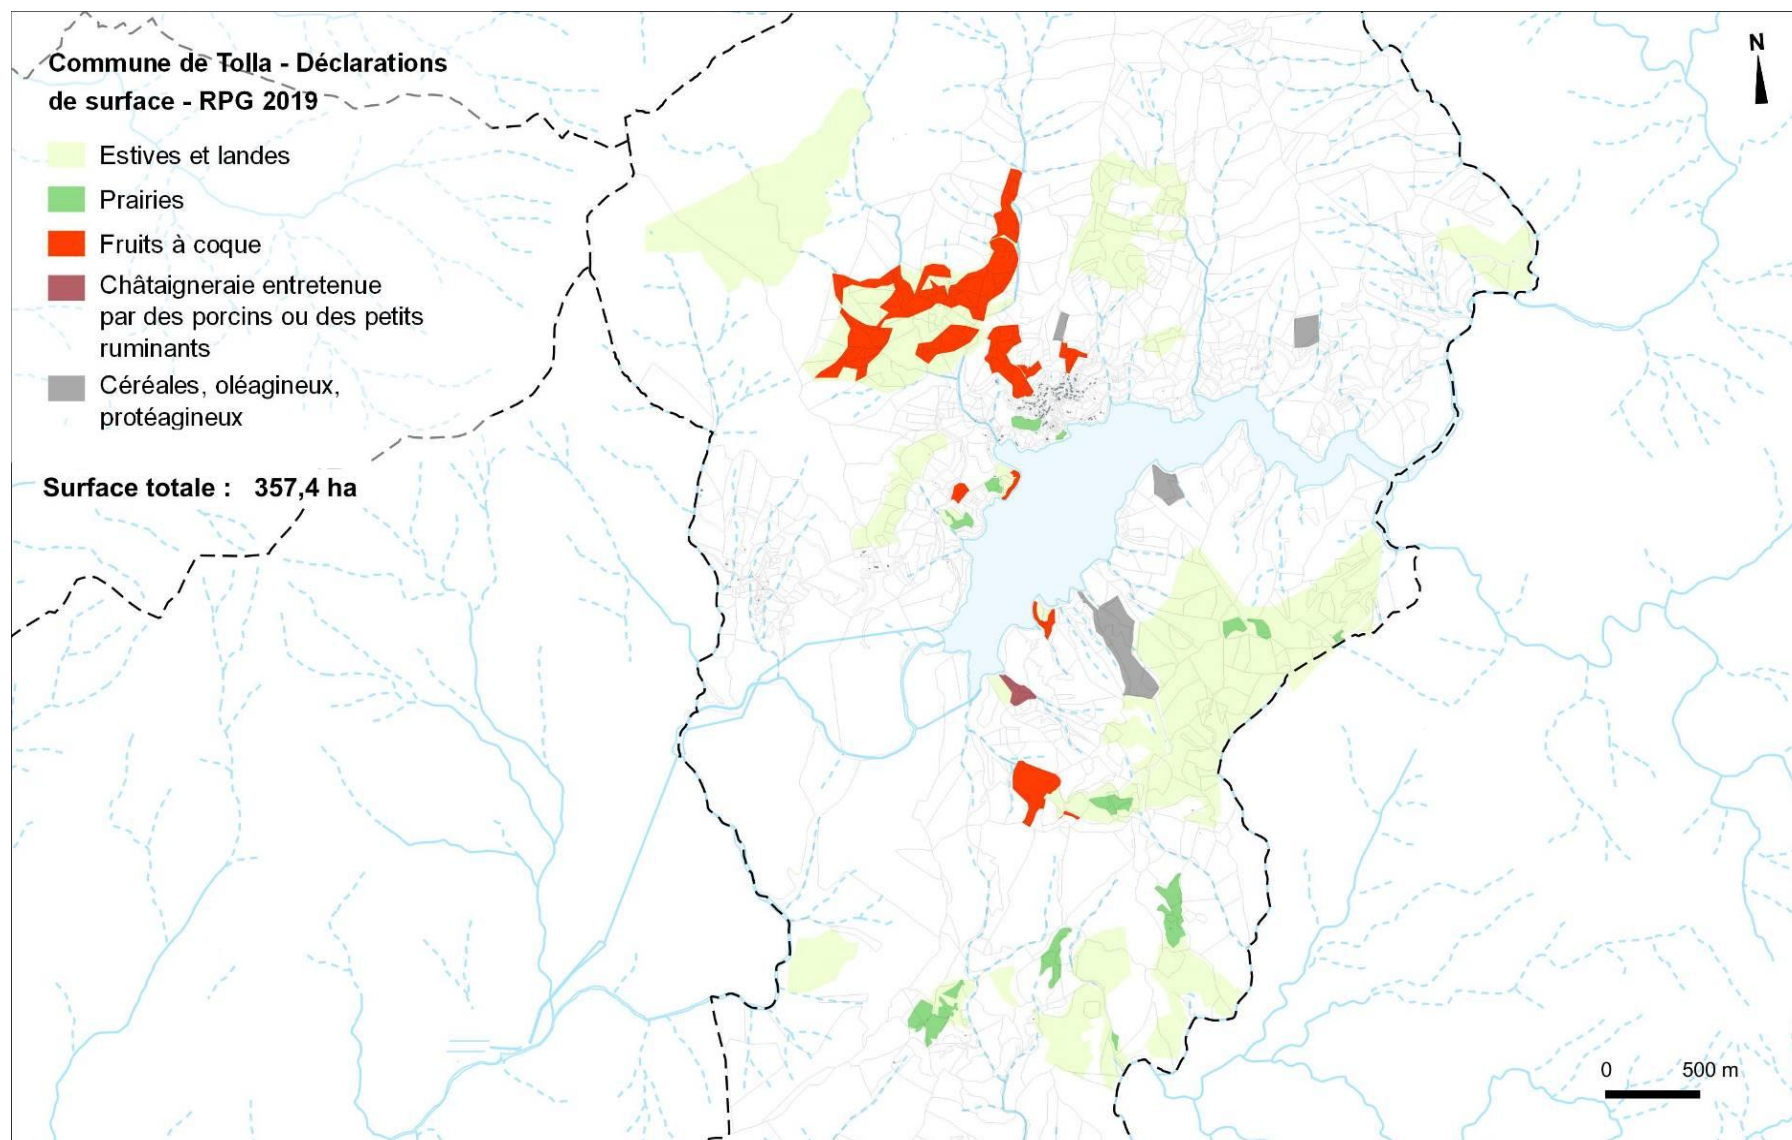 Commune de Tolla - Déclarations
de surface - RPG 2019
Estives et landes
Prairies
Fruits à coque
Châtaigneraie entretenue
par des porcins ou des petits
ruminants
Céréales, oléagineux,
protéagineux
Surface totale : 357,4 ha
N
0 500 m